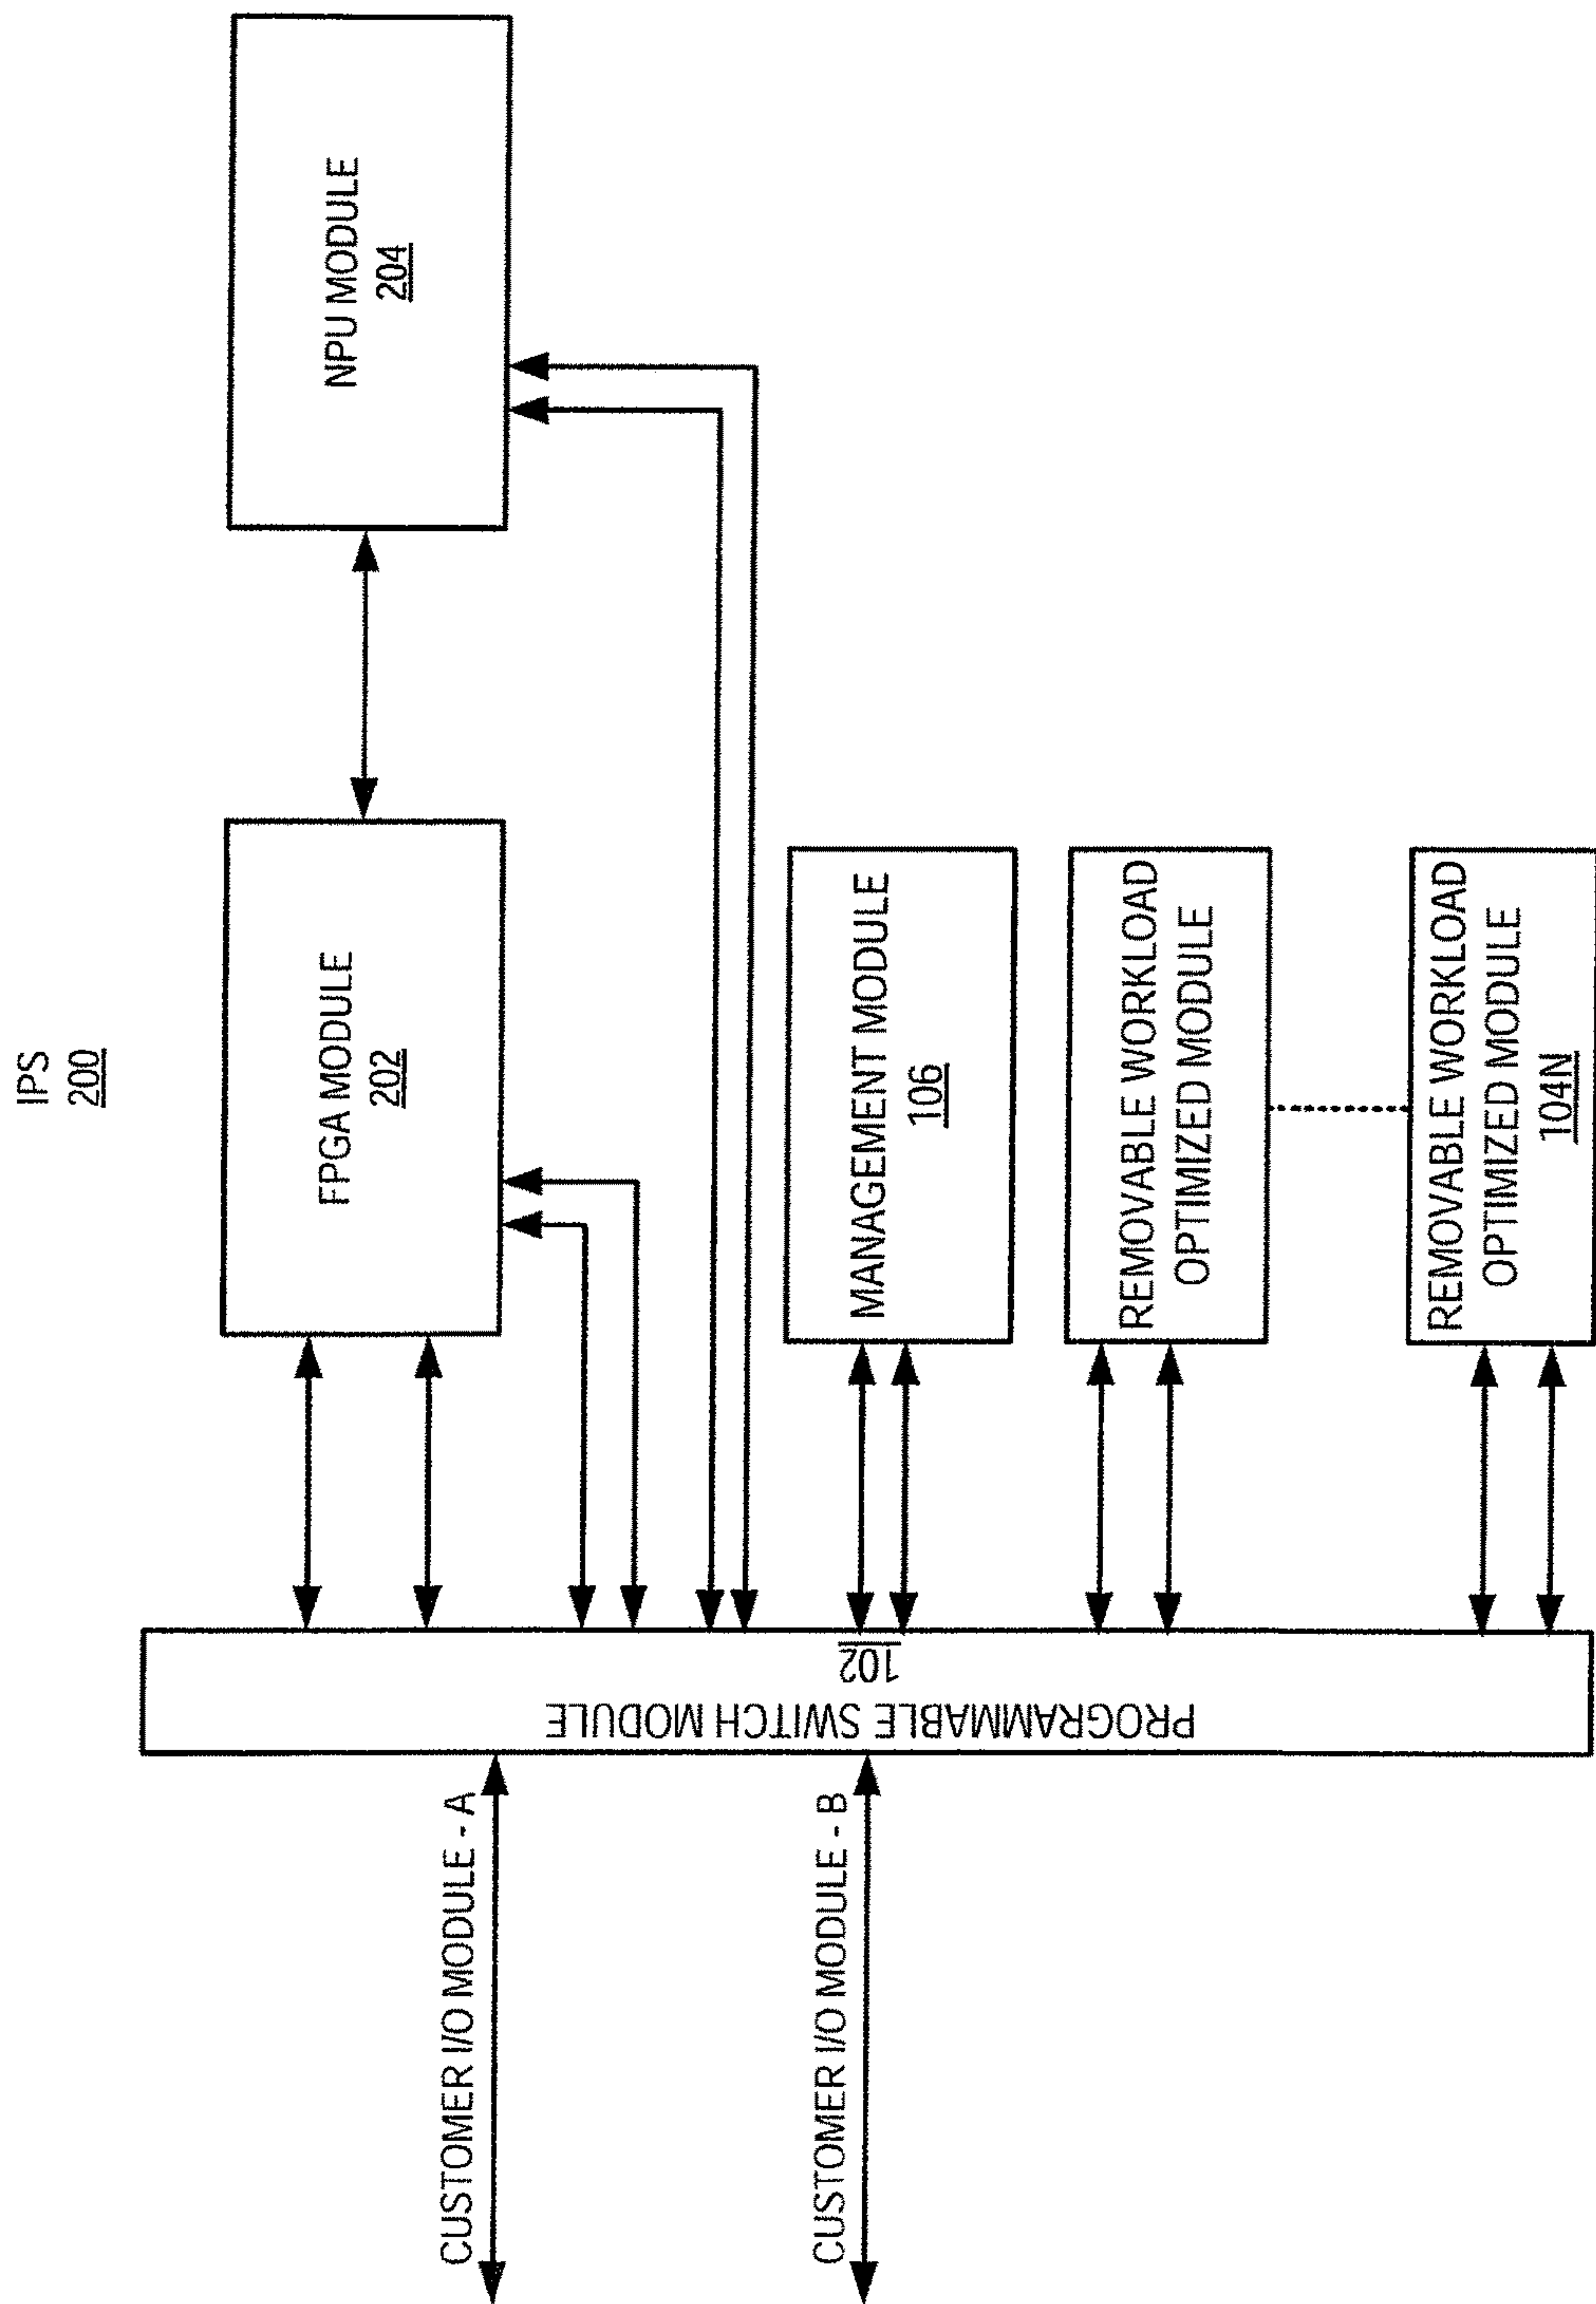 IPS
200
FPGA MODULE
202
NPU MODULE
204
MANAGEMENT MODULE
106
REMOVABLE WORKLOAD
OPTIMIZED MODULE
REMOVABLE WORKLOAD
OPTIMIZED MODULE
104N
PROGRAMMABLE SWITCH MODULE
102
CUSTOMER I/O MODULE - A
CUSTOMER I/O MODULE - B